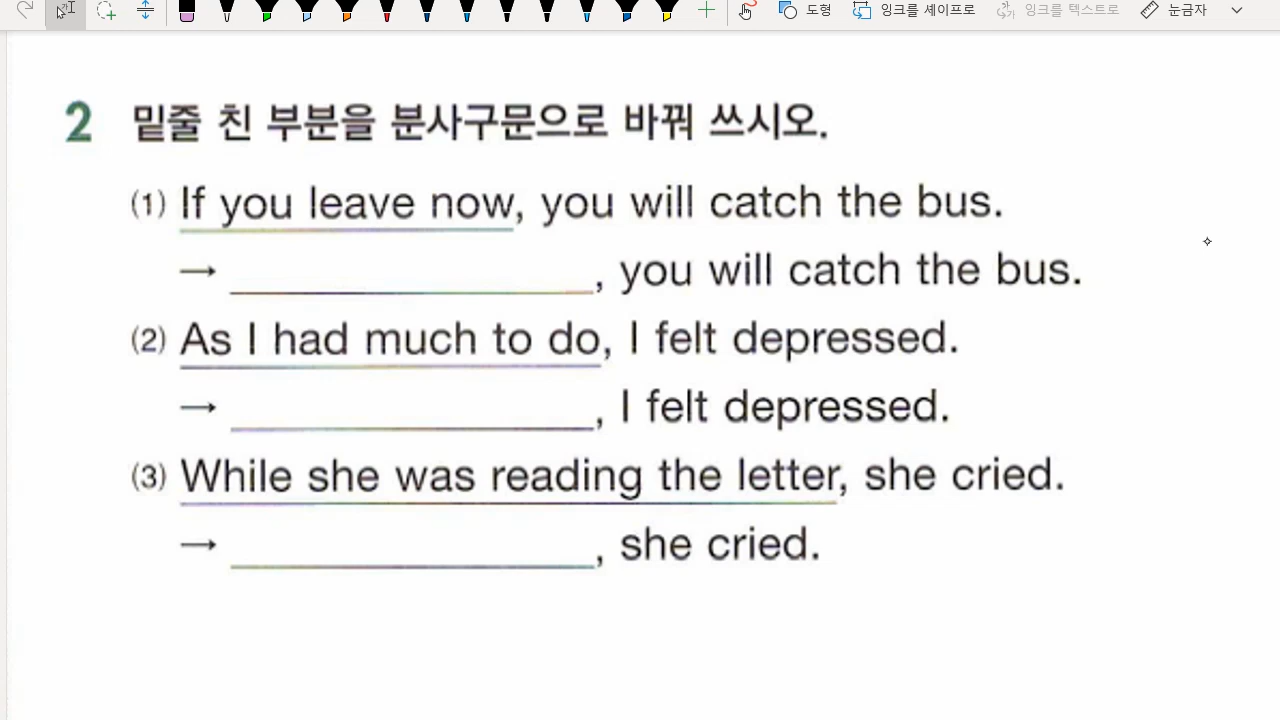 도형 잉크를 셰이프로 잉크를 텍스트로 눈금자
2 밑줄 친 부분을 분사구문으로 바꿔 쓰시오.
(1) If you leave now, you will catch the bus.
→ ____________, you will catch the bus.
(2) As I had much to do, I felt depressed.
→ ____________, I felt depressed.
(3) While she was reading the letter, she cried.
→ ____________, she cried.